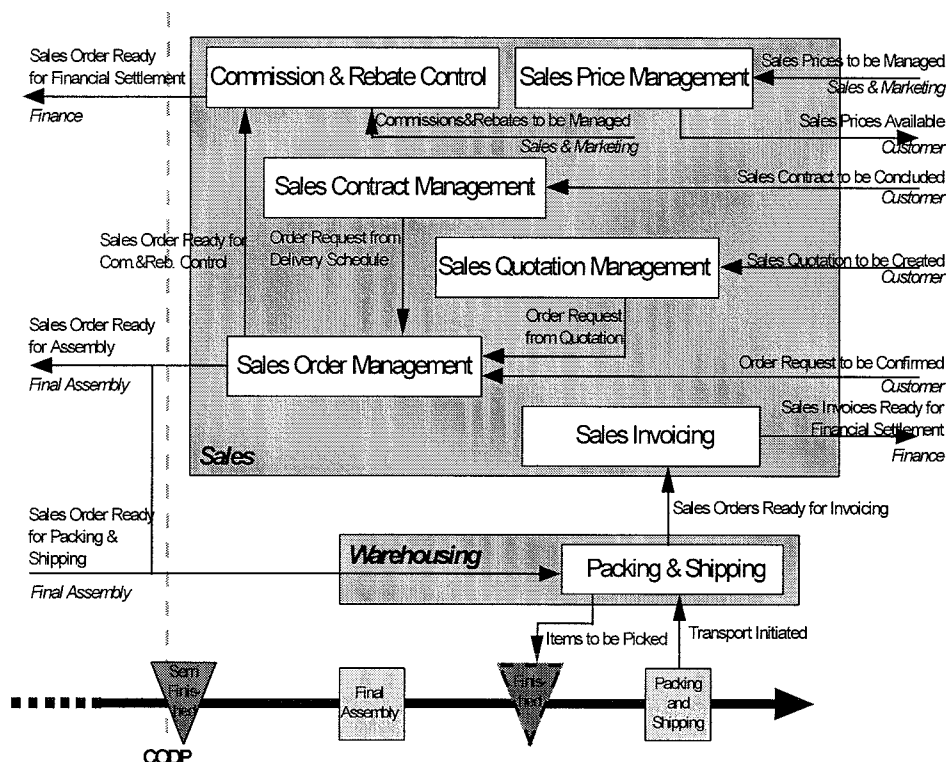 Sales Order Ready
for Financial Settlement
Finance
Commission & Rebate Control
Sales Price Management
Sales Prices to be Managed
Sales & Marketing
Commissions&Rebates to be Managed
Sales & Marketing
Sales Prices Available
Customer
Sales Contract Management
Sales Contract to be Concluded
Customer
Sales Order Ready for
Com.&Reb. Control
Order Request from
Delivery Schedule
Sales Quotation Management
Sales Quotation to be Created
Customer
Order Request
from Quotation
Sales Order Ready
for Assembly
Final Assembly
Sales Order Management
Order Request to be Confirmed
Customer
Sales Invoices Ready for
Financial Settlement
Finance
Sales Invoicing
Sales
Sales Orders Ready for Invoicing
Sales Order Ready
for Packing &
Shipping
Final Assembly
Warehousing
Packing & Shipping
Items to be Picked
Transport Initiated
Semi
Finis-
hed
Final
Assembly
Finis-
hed
Packing
and
Shipping
CODP